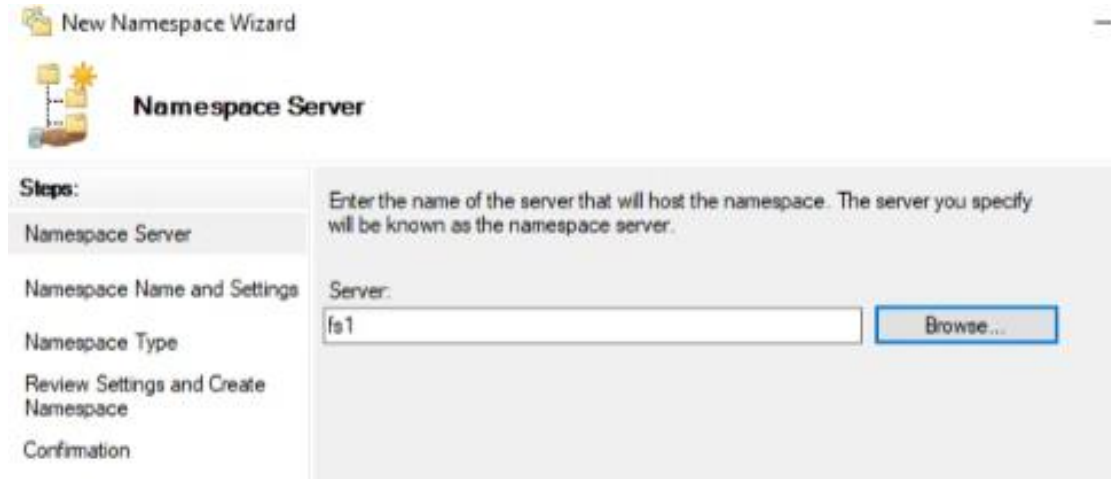 New Namespace Wizard
Namespace Server
Steps:
Namespace Server
Namespace Name and Settings
Namespace Type
Review Settings and Create
Namespace
Confirmation
Enter the name of the server that will host the namespace. The server you specify
will be known as the namespace server.
Server:
fs1
Browse...